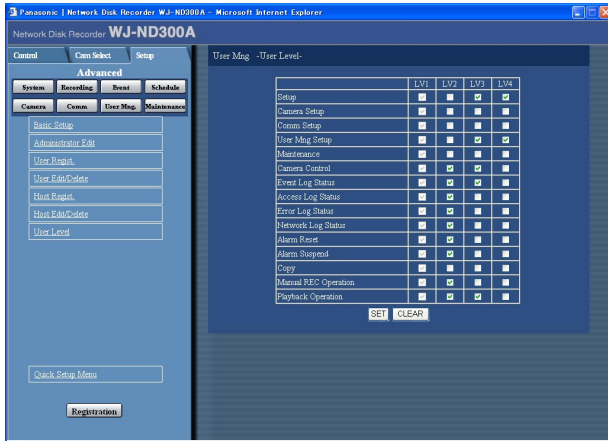 Panasonic | Network Disk Recorder WJ-ND300A - Microsoft Internet Explorer
Network Disk Recorder WJ-ND300A
Control Cam Select Setup
Advanced
System Recording Event Schedule
Camera Comm User Mng. Maintenance
Basic Setup
Administrator Edit
User Regist.
User Edit/Delete
Host Regist.
Host Edit/Delete
User Level
Quick Setup Menu
Registration
User Mng. -User Level-
LV1 LV2 LV3 LV4
Setup
Camera Setup
Comm Setup
User Mng Setup
Maintenance
Camera Control
Event Log Status
Access Log Status
Error Log Status
Network Log Status
Alarm Reset
Alarm Suspend
Copy
Manual REC Operation
Playback Operation
SET CLEAR